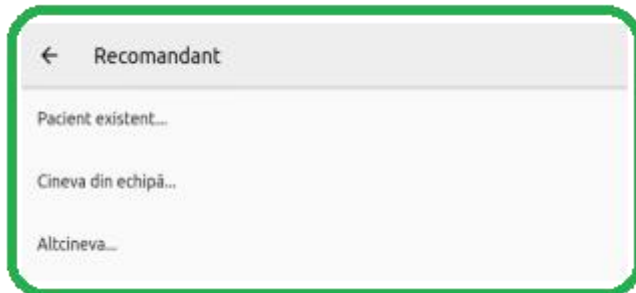 Recomandant
Pacient existent...
Cineva din echipă...
Altcineva...